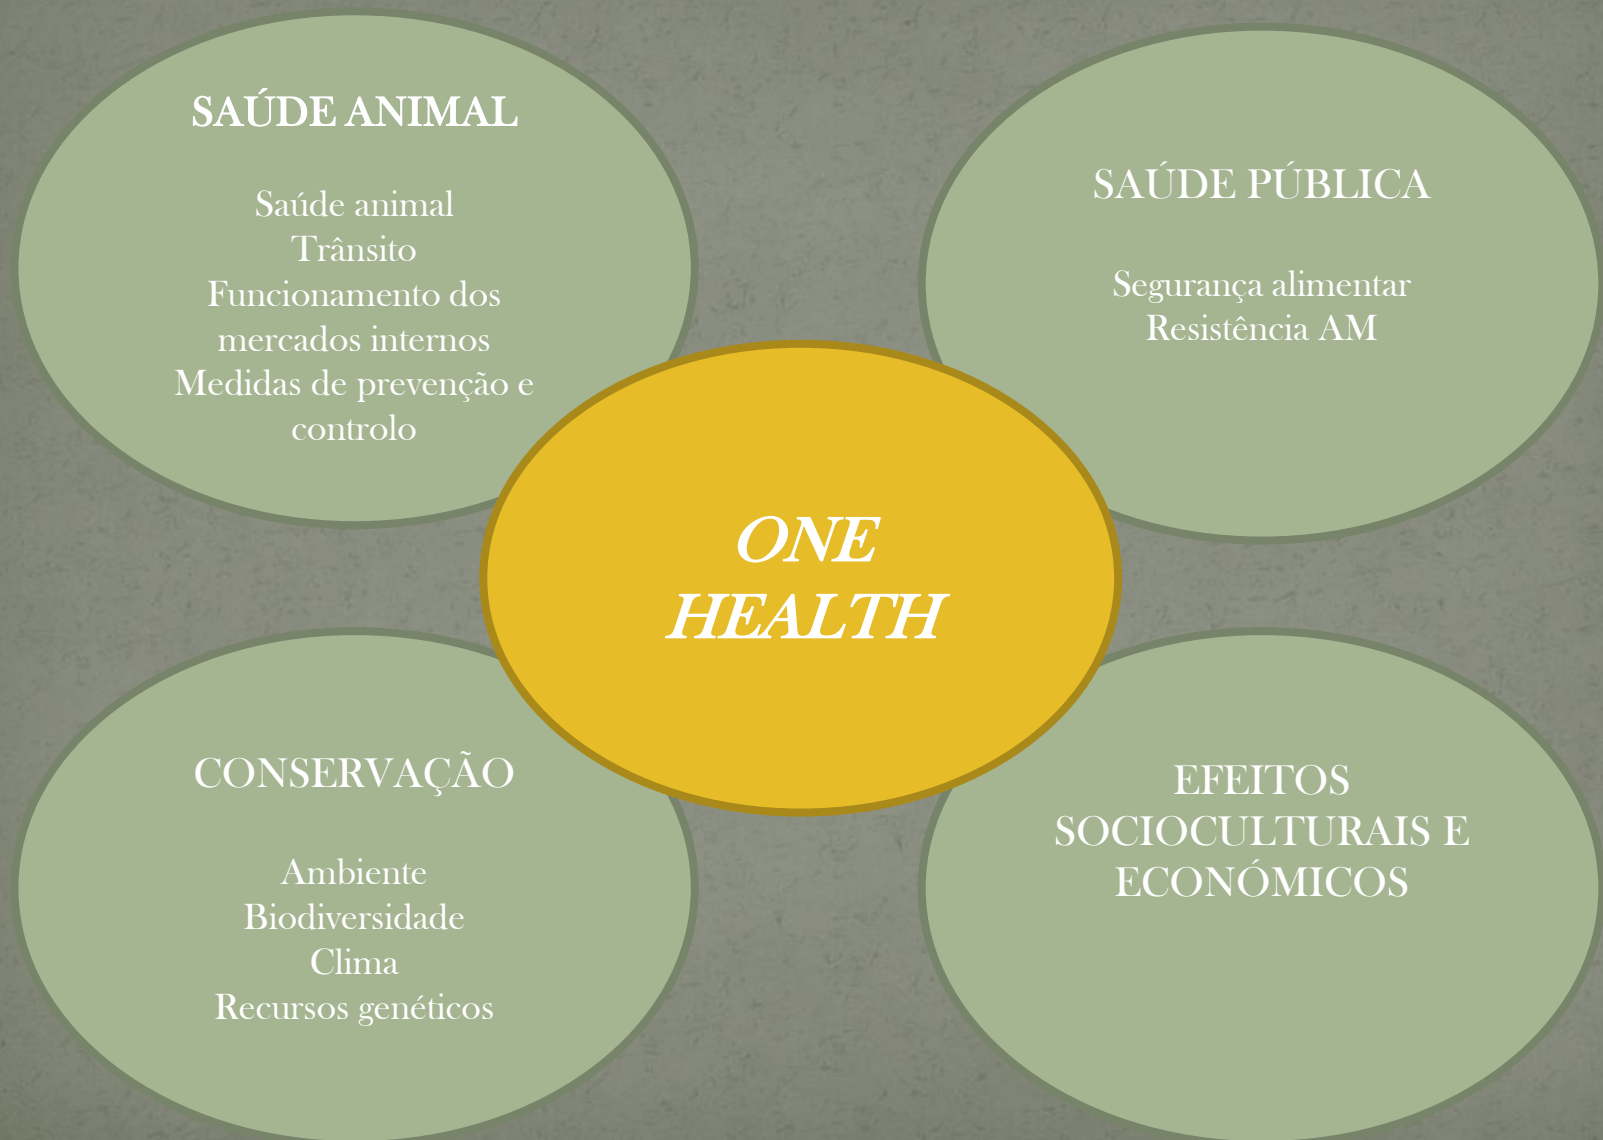 SAÚDE ANIMAL
Saúde animal
Trânsito
Funcionamento dos
mercados internos
Medidas de prevenção e
controlo
SAÚDE PÚBLICA
Segurança alimentar
Resistência AM
ONE
HEALTH
CONSERVAÇÃO
Ambiente
Biodiversidade
Clima
Recursos genéticos
EFEITOS
SOCIOCULTURAIS E
ECONÓMICOS